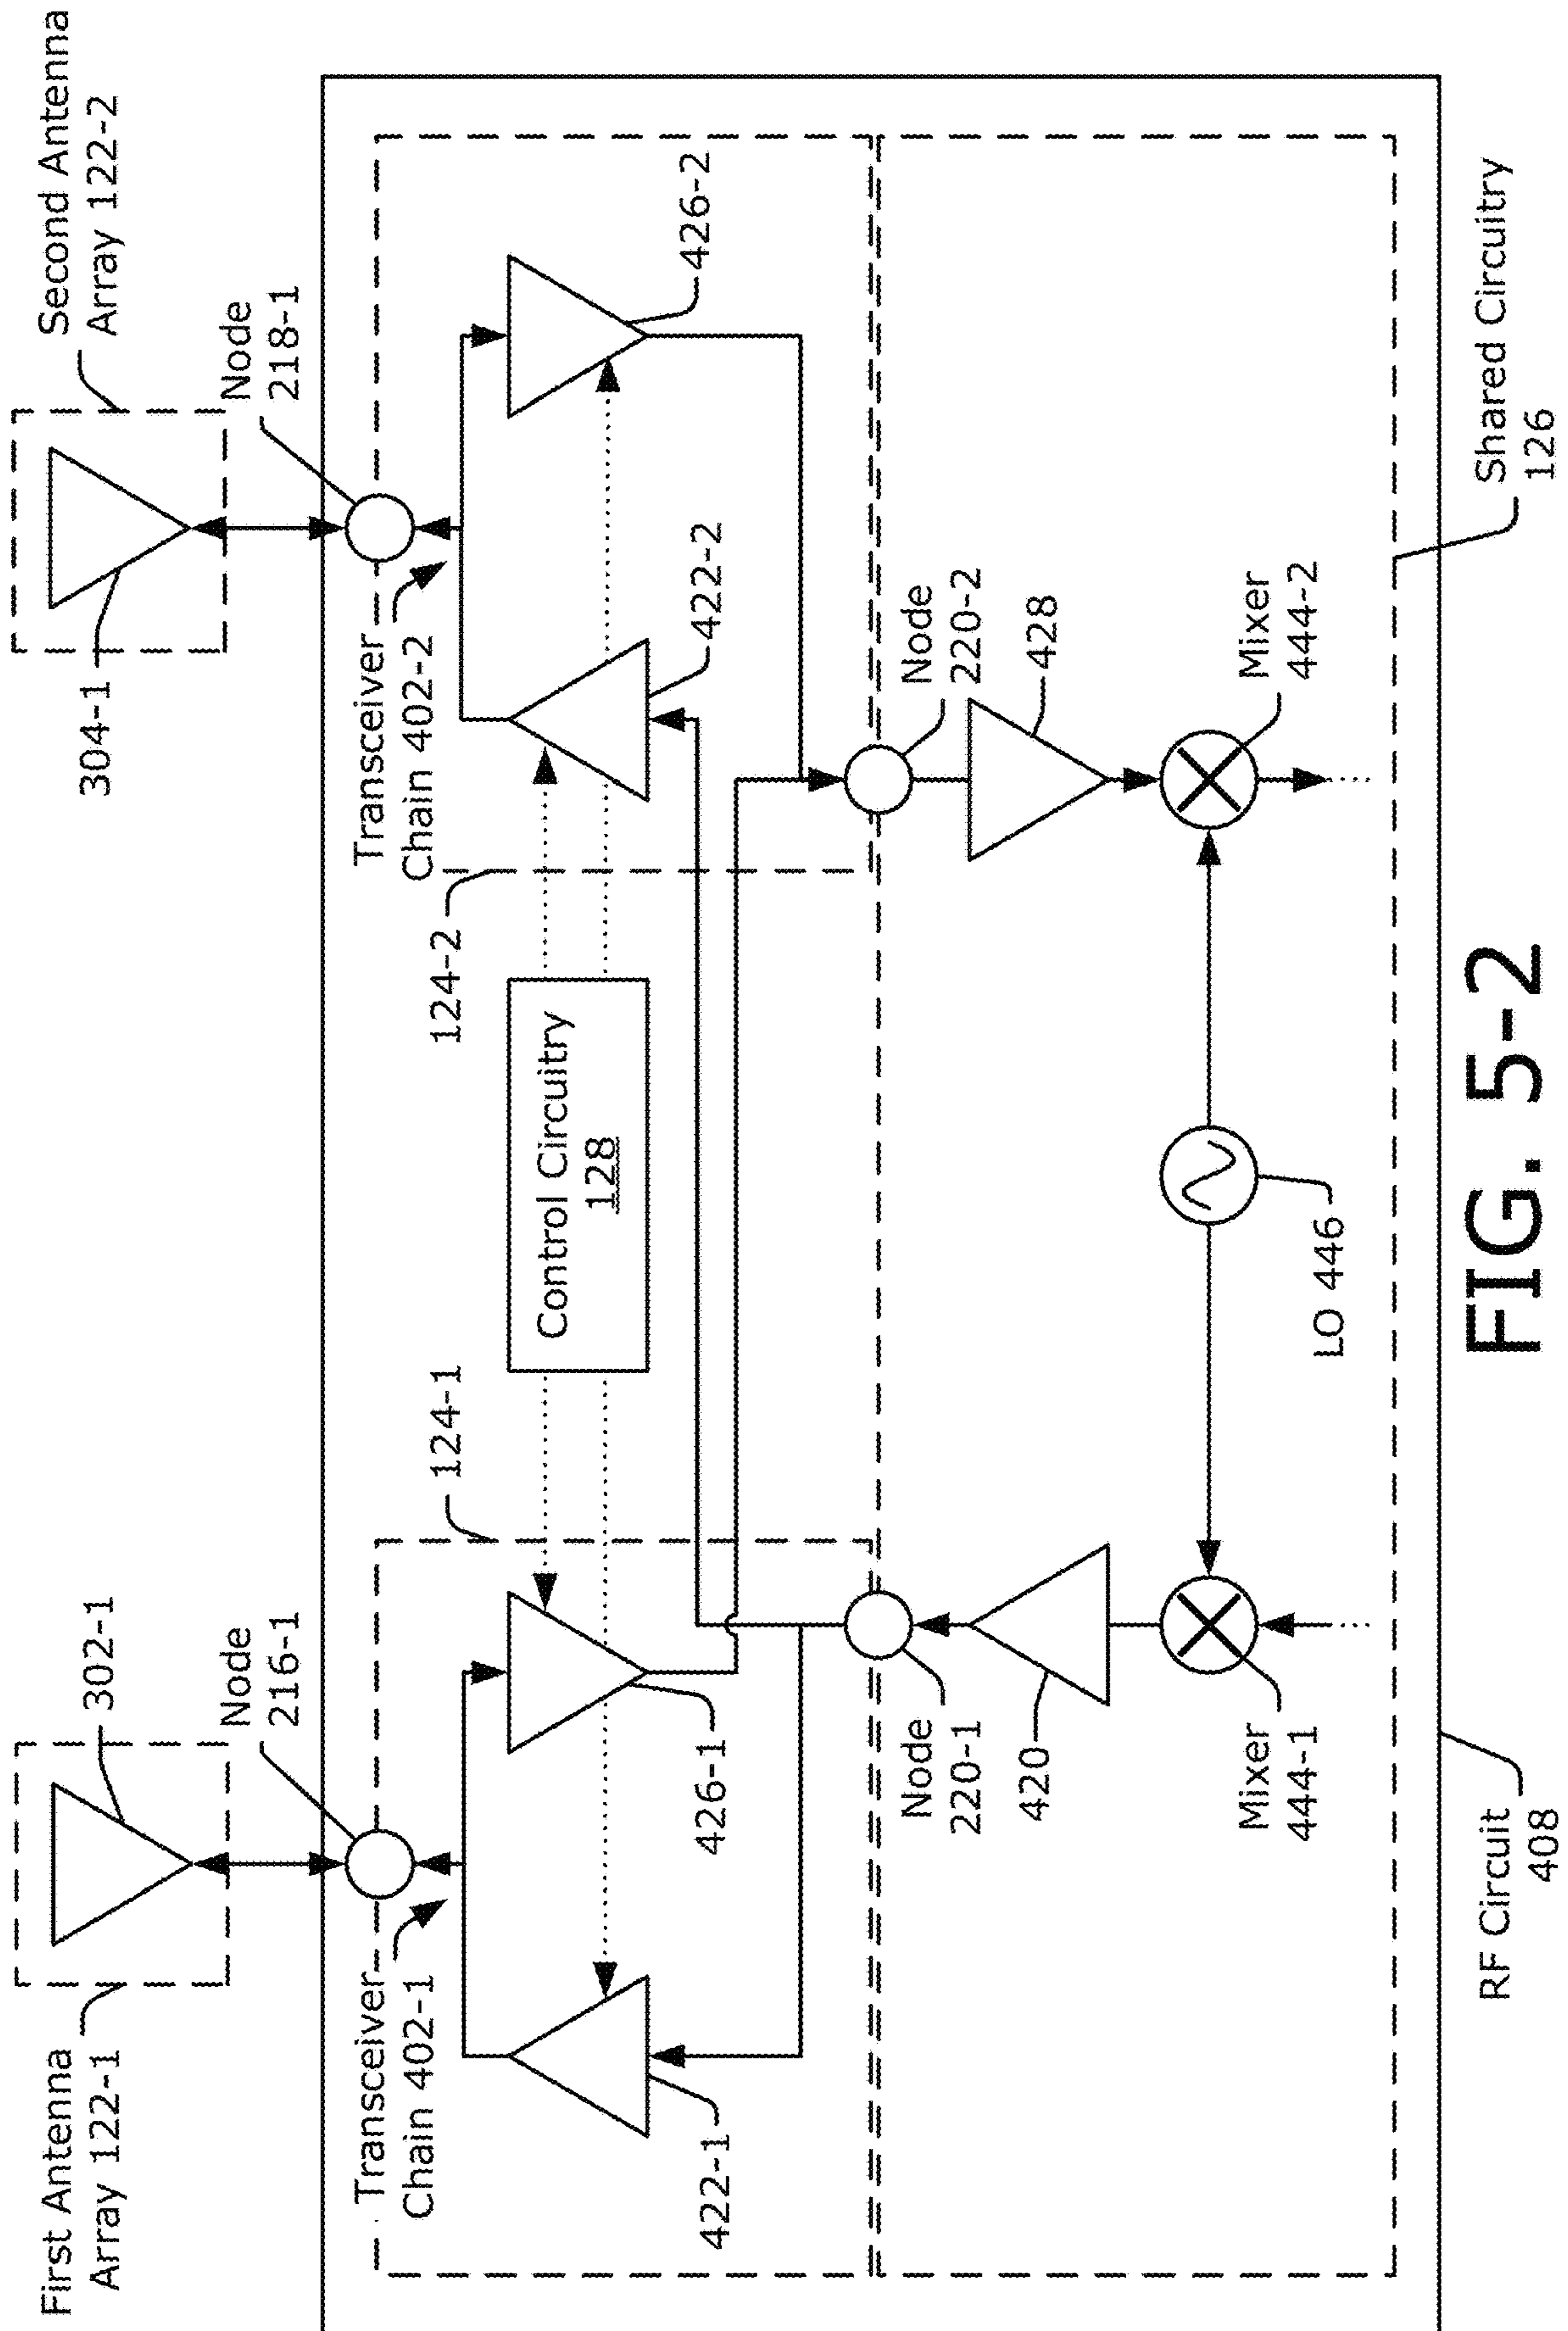 First Antenna
Array 122-1
302-1
304-1
Second Antenna
Array 122-2
Node
216-1
Node
218-1
Transceiver
Chain 402-1
Transceiver
Chain 402-2
124-1
124-2
Control Circuitry
128
422-1
426-1
422-2
426-2
Node
220-1
Node
220-2
420
428
Mixer
444-1
LO 446
Mixer
444-2
RF Circuit
408
Shared Circuitry
126
FIG. 5-2